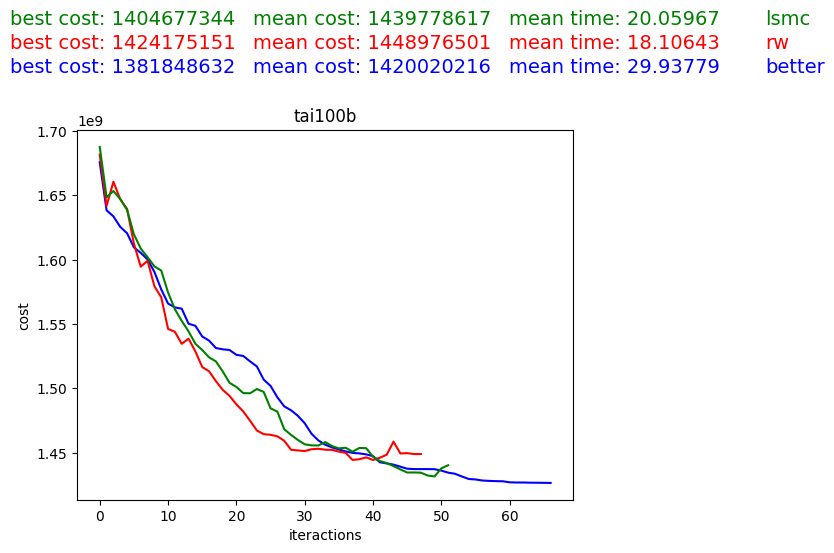 best cost: 1404677344 mean cost: 1439778617 mean time: 20.05967 lsmc
best cost: 1424175151 mean cost: 1448976501 mean time: 18.10643 rw
best cost: 1381848632 mean cost: 1420020216 mean time: 29.93779 better
tai100b
1e9
1.70
1.65
1.60
1.55
1.50
1.45
cost
0 10 20 30 40 50 60
iteractions